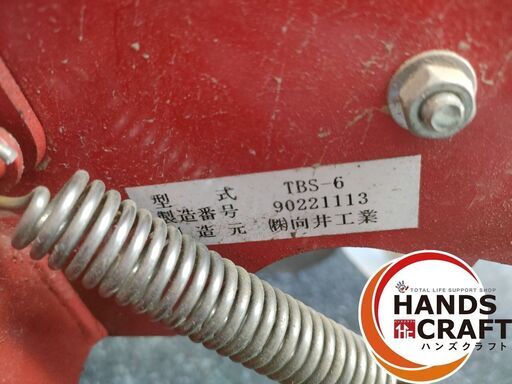 型 式 TBS-6
製造番号 90221113
造元 ㈱向井工業
TOTAL LIFE SUPPORT SHOP
HANDS
CRAFT
ハンズクラフト